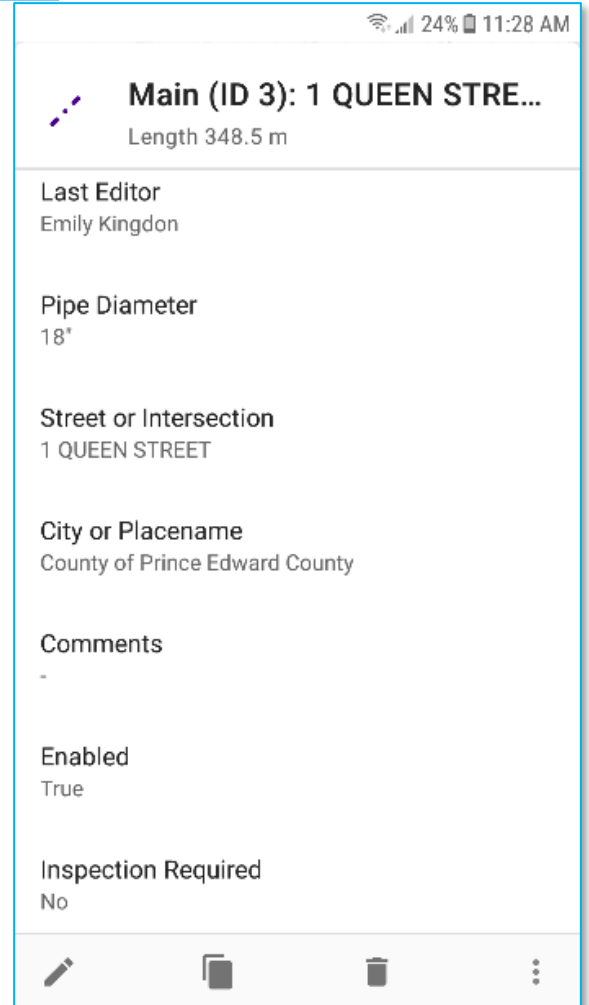 24% 11:28 AM
Main (ID 3): 1 QUEEN STRE...
Length 348.5 m
Last Editor
Emily Kingdon
Pipe Diameter
18"
Street or Intersection
1 QUEEN STREET
City or Placename
County of Prince Edward County
Comments
-
Enabled
True
Inspection Required
No